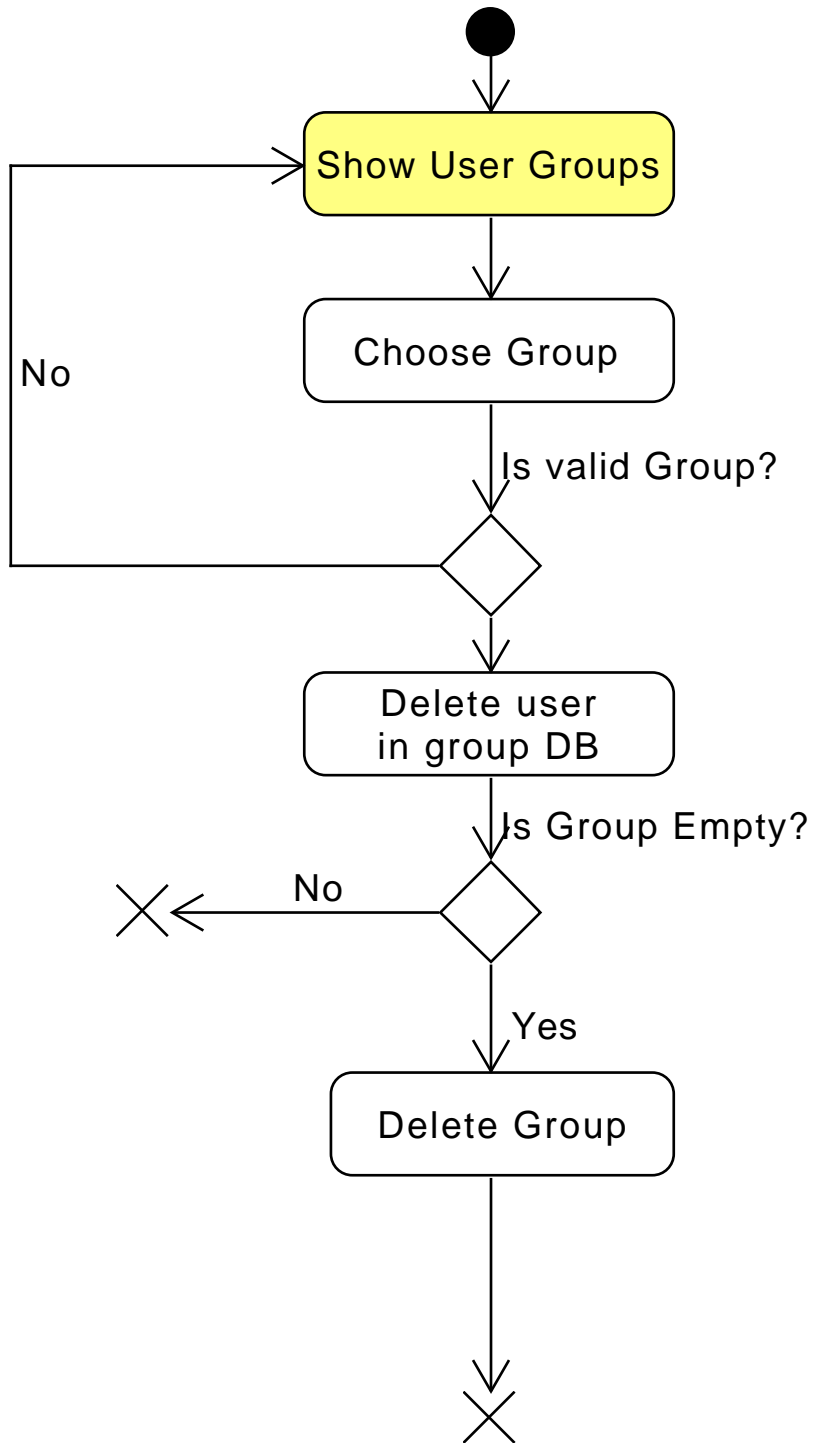 Show User Groups
Choose Group
No
Is valid Group?
Delete user
in group DB
Is Group Empty?
No
Yes
Delete Group